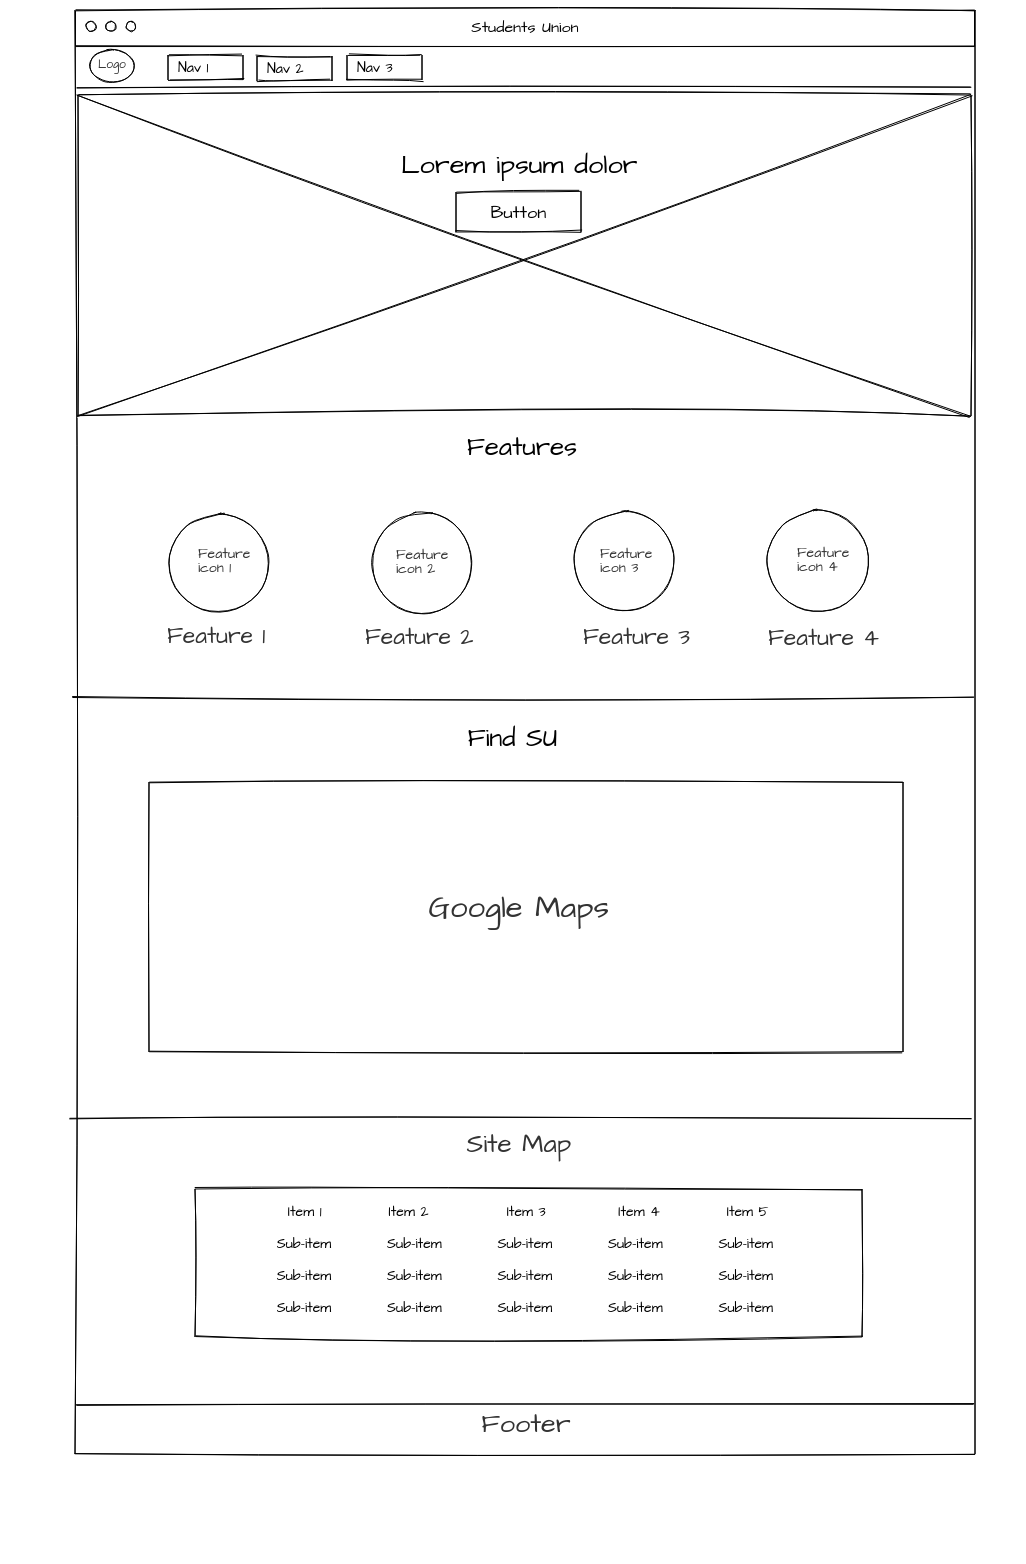 Students Union
Logo
Nav 1
Nav 2
Nav 3
Lorem ipsum dolor
Button
Features
Feature
icon 1
Feature
icon 2
Feature
icon 3
Feature
icon 4
Feature 1
Feature 2
Feature 3
Feature 4
Find SU
Google Maps
Site Map
Item 1 Item 2 Item 3 Item 4 Item 5
Sub-item Sub-item Sub-item Sub-item Sub-item
Sub-item Sub-item Sub-item Sub-item Sub-item
Sub-item Sub-item Sub-item Sub-item Sub-item
Footer